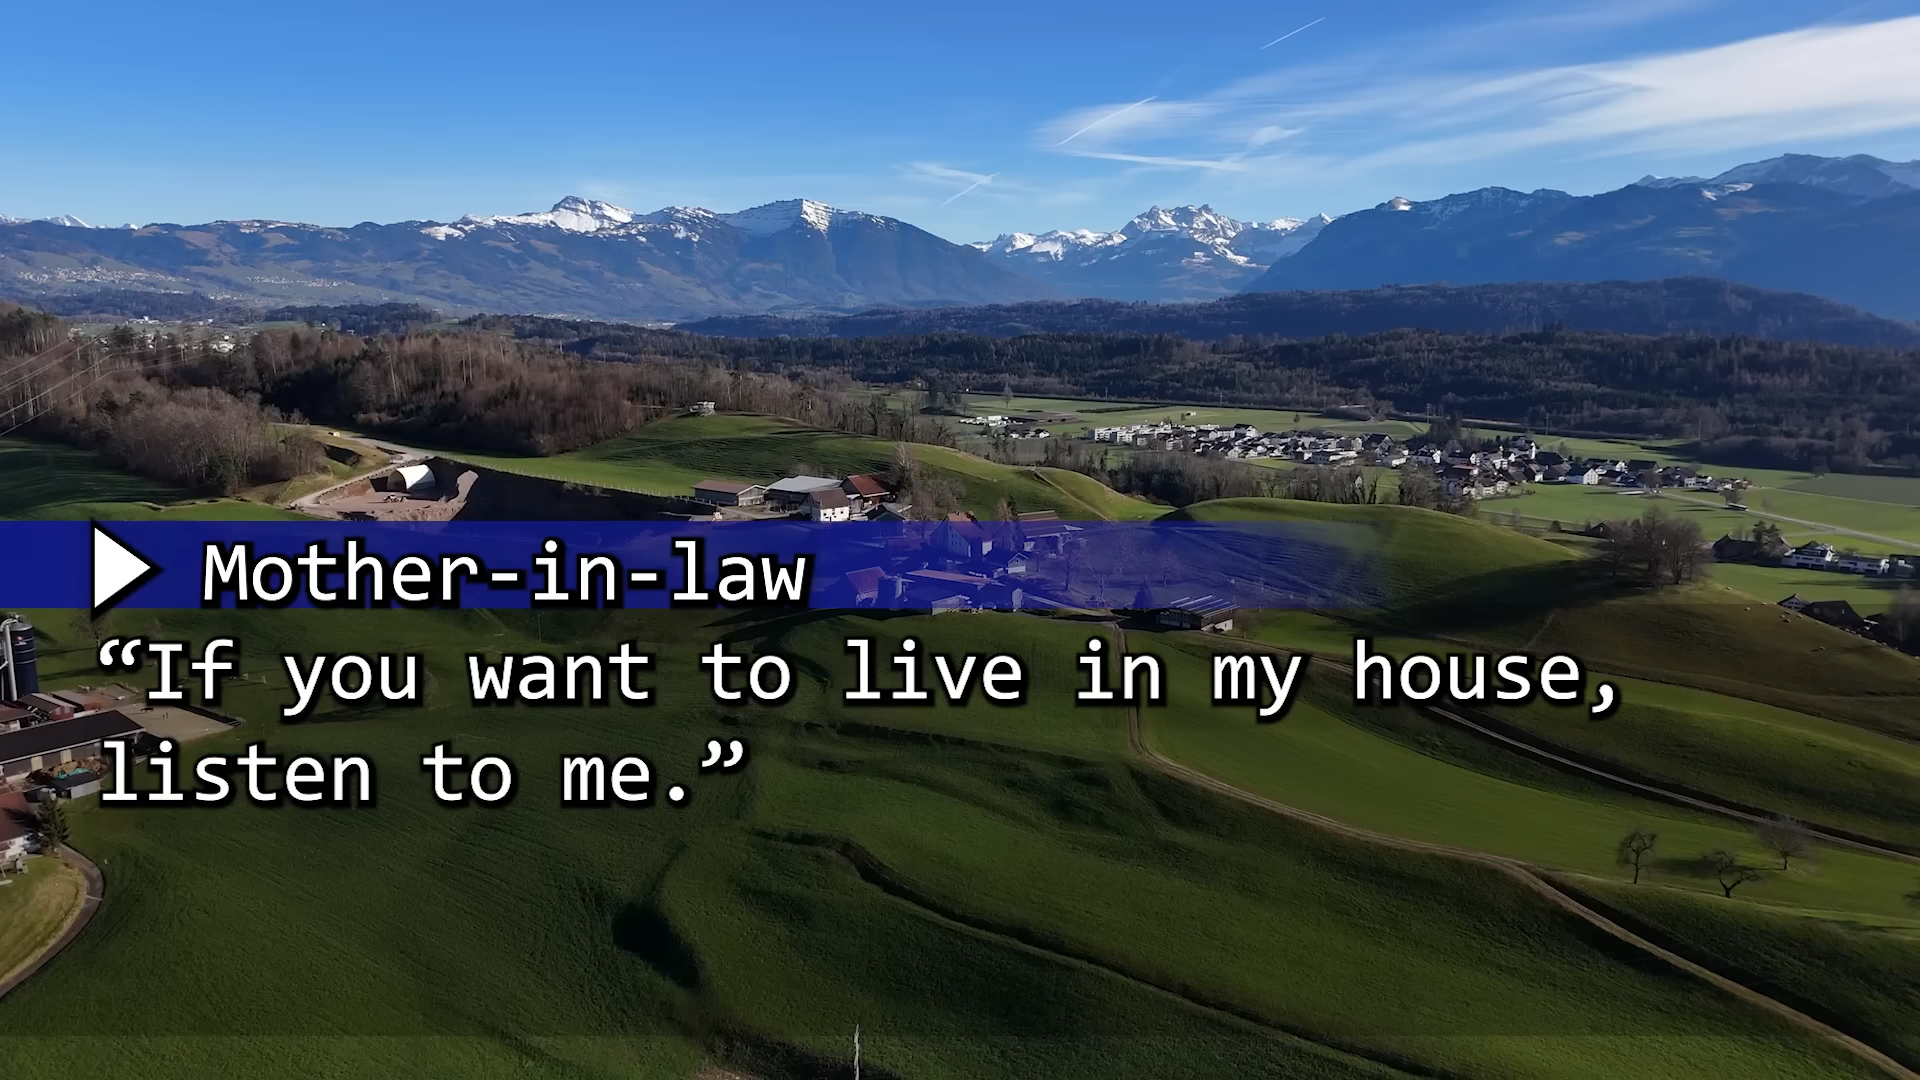 Mother-in-law
“If you want to live in my house,
listen to me.”